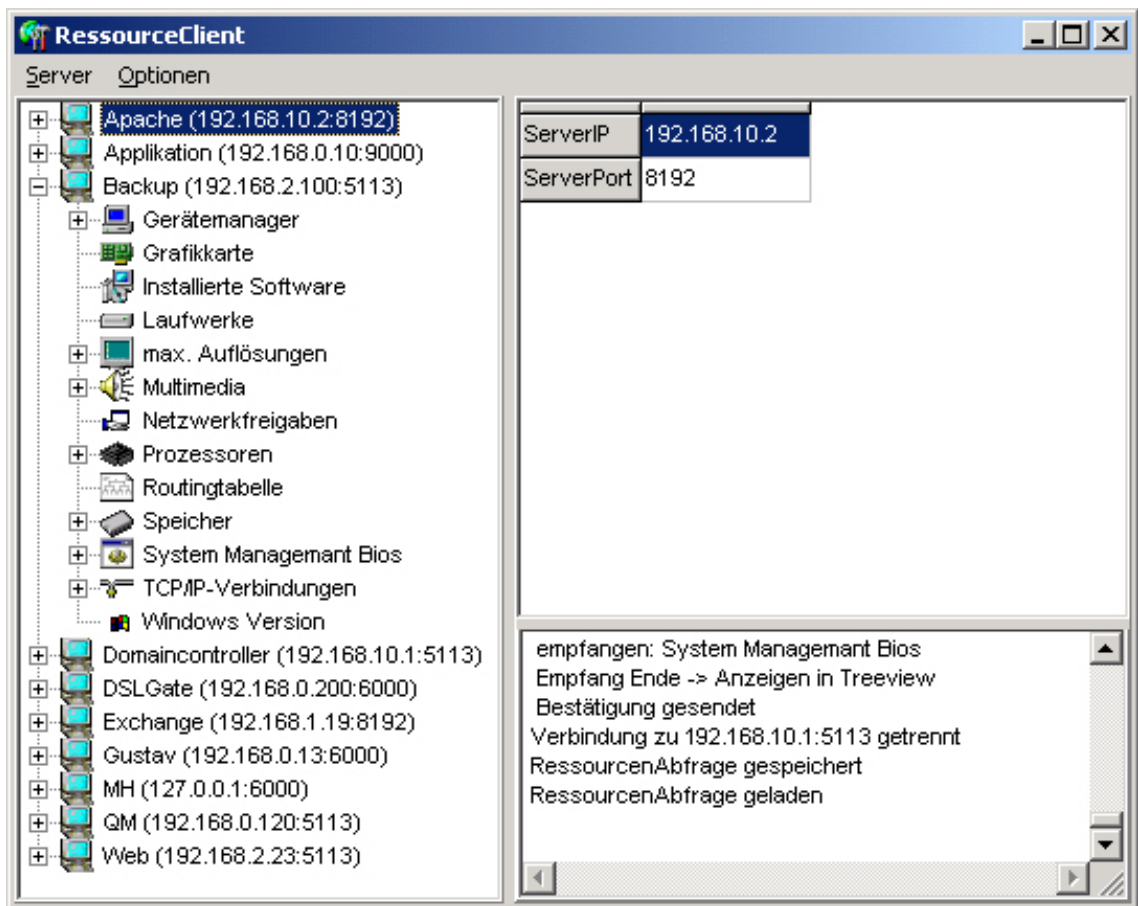 RessourceClient
Server Optionen
Apache (192.168.10.2:8192)
Applikation (192.168.0.10:9000)
Backup (192.168.2.100:5113)
Gerätemanager
Grafikkarte
Installierte Software
Laufwerke
max. Auflösungen
Multimedia
Netzwerkfreigaben
Prozessoren
Routingtabelle
Speicher
System Managemant Bios
TCP/IP-Verbindungen
Windows Version
Domaincontroller (192.168.10.1:5113)
DSLGate (192.168.0.200:6000)
Exchange (192.168.1.19:8192)
Gustav (192.168.0.13:6000)
MH (127.0.0.1:6000)
QM (192.168.0.120:5113)
Web (192.168.2.23:5113)
ServerIP 192.168.10.2
ServerPort 8192
empfangen: System Managemant Bios
Empfang Ende -> Anzeigen in Treeview
Bestätigung gesendet
Verbindung zu 192.168.10.1:5113 getrennt
RessourcenAbfrage gespeichert
RessourcenAbfrage geladen